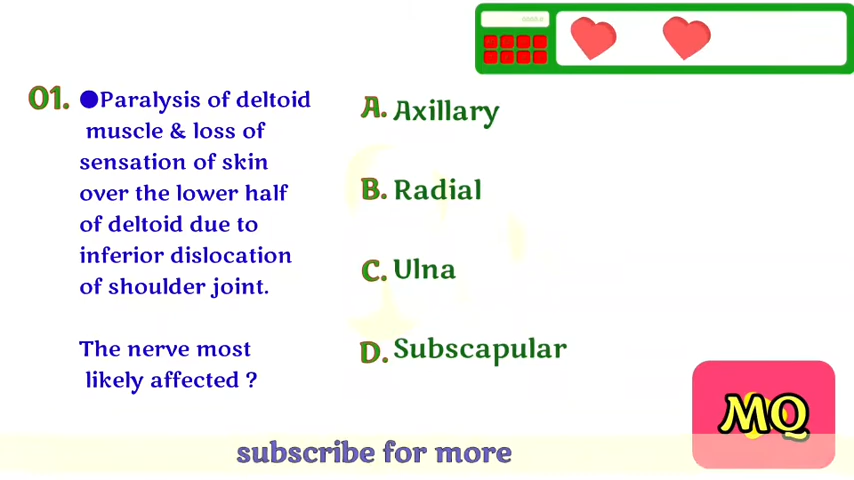 01. ●Paralysis of deltoid
muscle & loss of
sensation of skin
over the lower half
of deltoid due to
inferior dislocation
of shoulder joint.
The nerve most
likely affected ?
A. Axillary
B. Radial
C. Ulna
D. Subscapular
MQ
subscribe for more